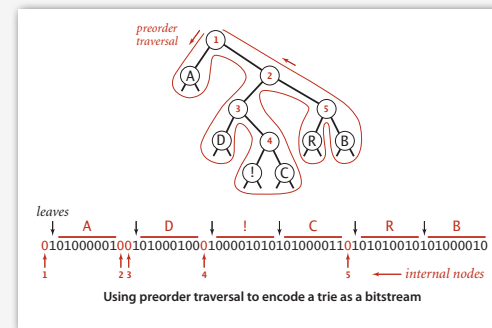 preorder
traversal
1
A
2
3
5
D
4
R
B
!
C
leaves
A D ! C R B
01010000010010100010001000010101010000110101010010101000010
1 2 3 4 5 internal nodes
Using preorder traversal to encode a trie as a bitstream